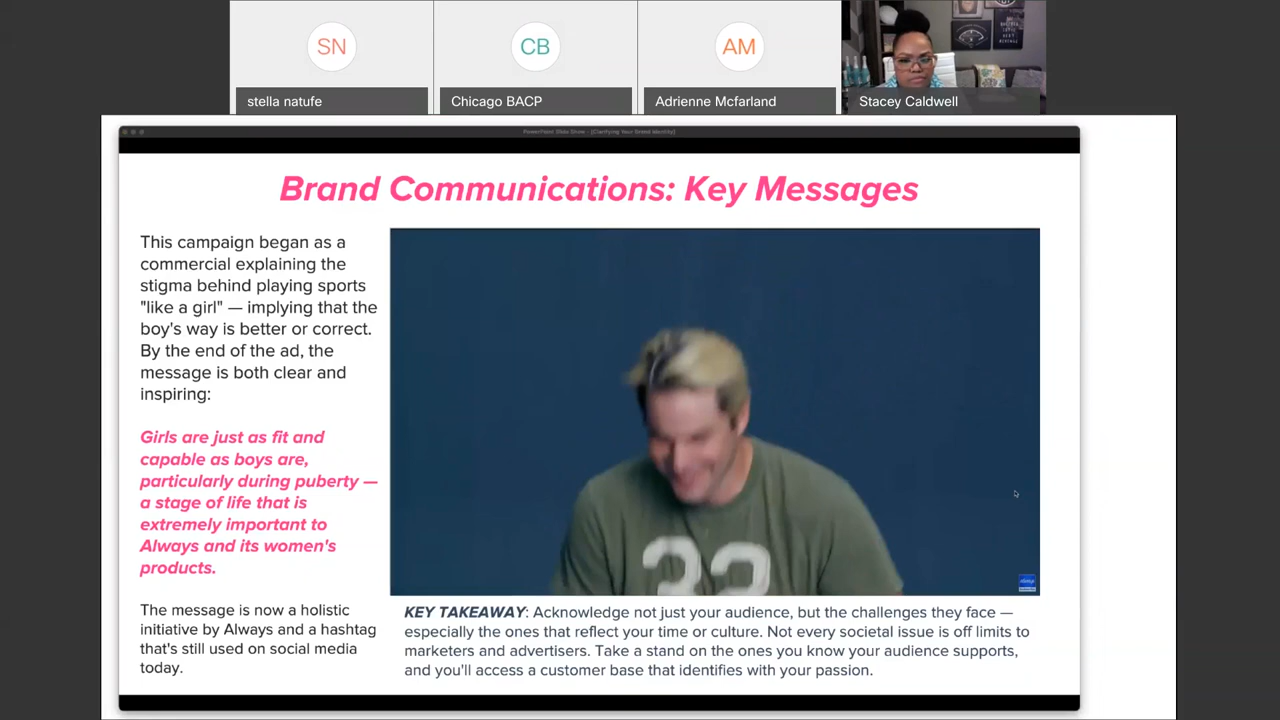 SN
CB
AM
stella natufe
Chicago BACP
Adrienne Mcfarland
Stacey Caldwell
PowerPoint Slide Show - [Clarifying Your Brand Identity]
Brand Communications: Key Messages
This campaign began as a
commercial explaining the
stigma behind playing sports
"like a girl" — implying that the
boy's way is better or correct.
By the end of the ad, the
message is both clear and
inspiring:
Girls are just as fit and
capable as boys are,
particularly during puberty —
a stage of life that is
extremely important to
Always and its women's
products.
The message is now a holistic
initiative by Always and a hashtag
that's still used on social media
today.
32
KEY TAKEAWAY: Acknowledge not just your audience, but the challenges they face —
especially the ones that reflect your time or culture. Not every societal issue is off limits to
marketers and advertisers. Take a stand on the ones you know your audience supports,
and you'll access a customer base that identifies with your passion.